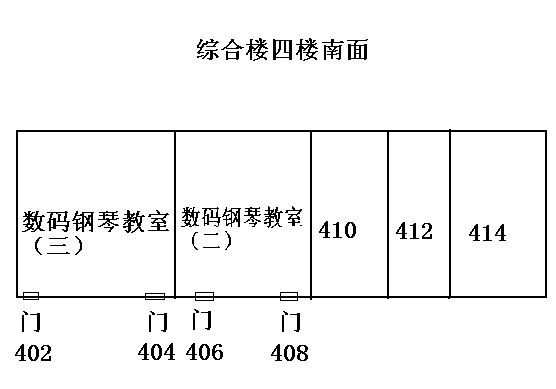 综合楼四楼南面
数码钢琴教室
（三）
数码钢琴教室
（二）
410
412
414
门
门
门
门
402
404
406
408